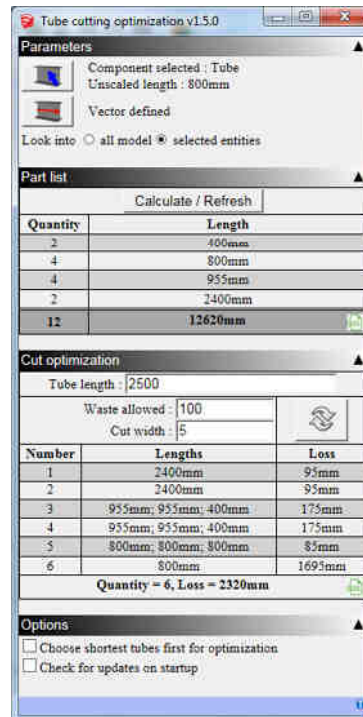 Tube cutting optimization v1.5.0
Parameters
Component selected : Tube
Unscaled length : 800mm
Vector defined
Look into all model selected entities
Part list
Calculate / Refresh
Quantity Length
2 400mm
4 800mm
4 955mm
2 2400mm
12 12620mm
Cut optimization
Tube length : 2500
Waste allowed : 100
Cut width : 5
Number Lengths Loss
1 2400mm 95mm
2 2400mm 95mm
3 955mm; 955mm; 400mm 175mm
4 955mm; 955mm; 400mm 175mm
5 800mm; 800mm; 800mm 85mm
6 800mm 1695mm
Quantity = 6, Loss = 2320mm
Options
Choose shortest tubes first for optimization
Check for updates on startup